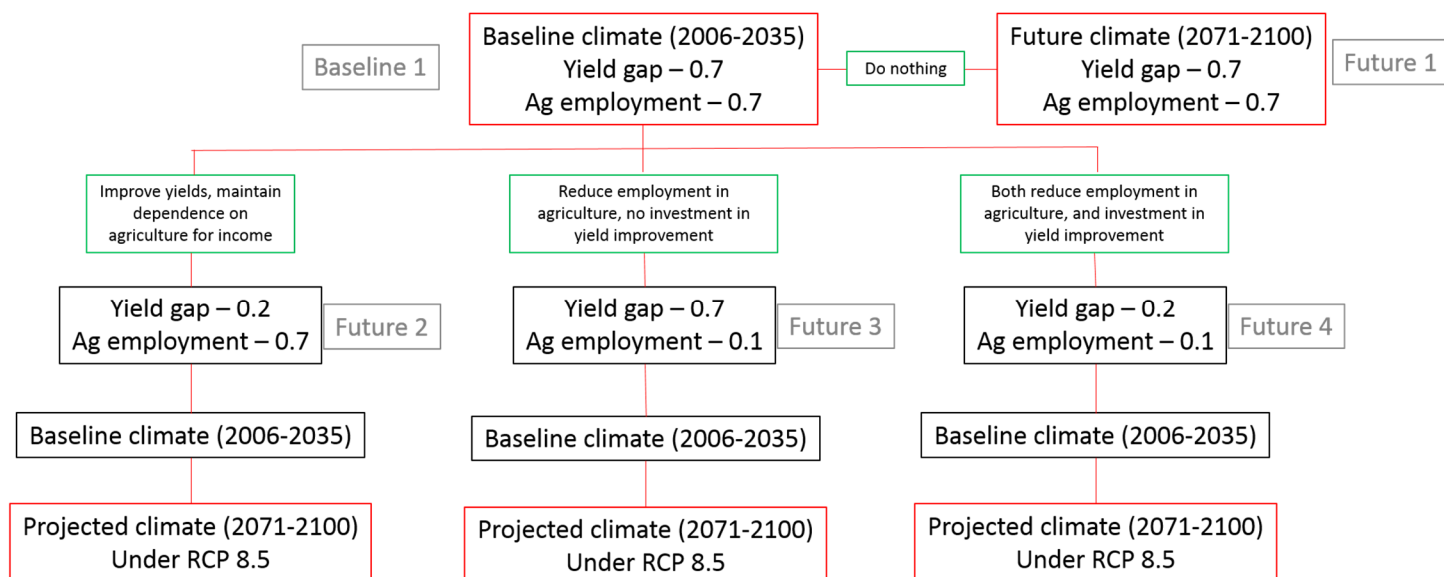 Baseline 1
Baseline climate (2006-2035)
Yield gap – 0.7
Ag employment – 0.7
Do nothing
Future climate (2071-2100)
Yield gap – 0.7
Ag employment – 0.7
Future 1
Improve yields, maintain
dependence on
agriculture for income
Reduce employment in
agriculture, no investment in
yield improvement
Both reduce employment in
agriculture, and investment in
yield improvement
Yield gap – 0.2
Ag employment – 0.7
Future 2
Yield gap – 0.7
Ag employment – 0.1
Future 3
Yield gap – 0.2
Ag employment – 0.1
Future 4
Baseline climate (2006-2035)
Baseline climate (2006-2035)
Baseline climate (2006-2035)
Projected climate (2071-2100)
Under RCP 8.5
Projected climate (2071-2100)
Under RCP 8.5
Projected climate (2071-2100)
Under RCP 8.5